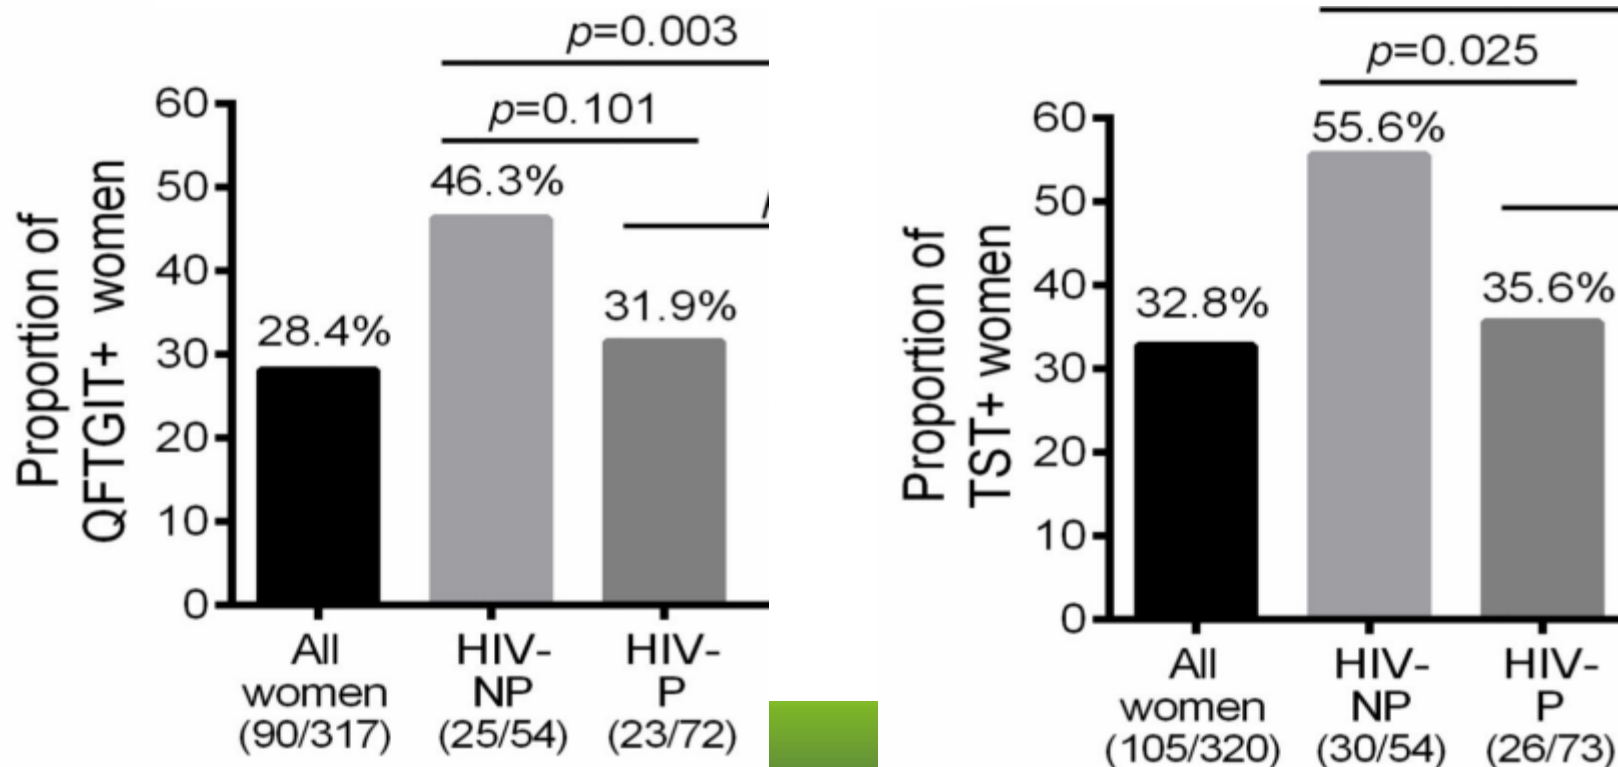 p=0.003
p=0.101
60
50
40
30
20
10
0
Proportion of
QFTGIT+ women
28.4%
46.3%
31.9%
All
women
(90/317)
HIV-
NP
(25/54)
HIV-
P
(23/72)
p=0.025
60
50
40
30
20
10
0
Proportion of
TST+ women
32.8%
55.6%
35.6%
All
women
(105/320)
HIV-
NP
(30/54)
HIV-
P
(26/73)